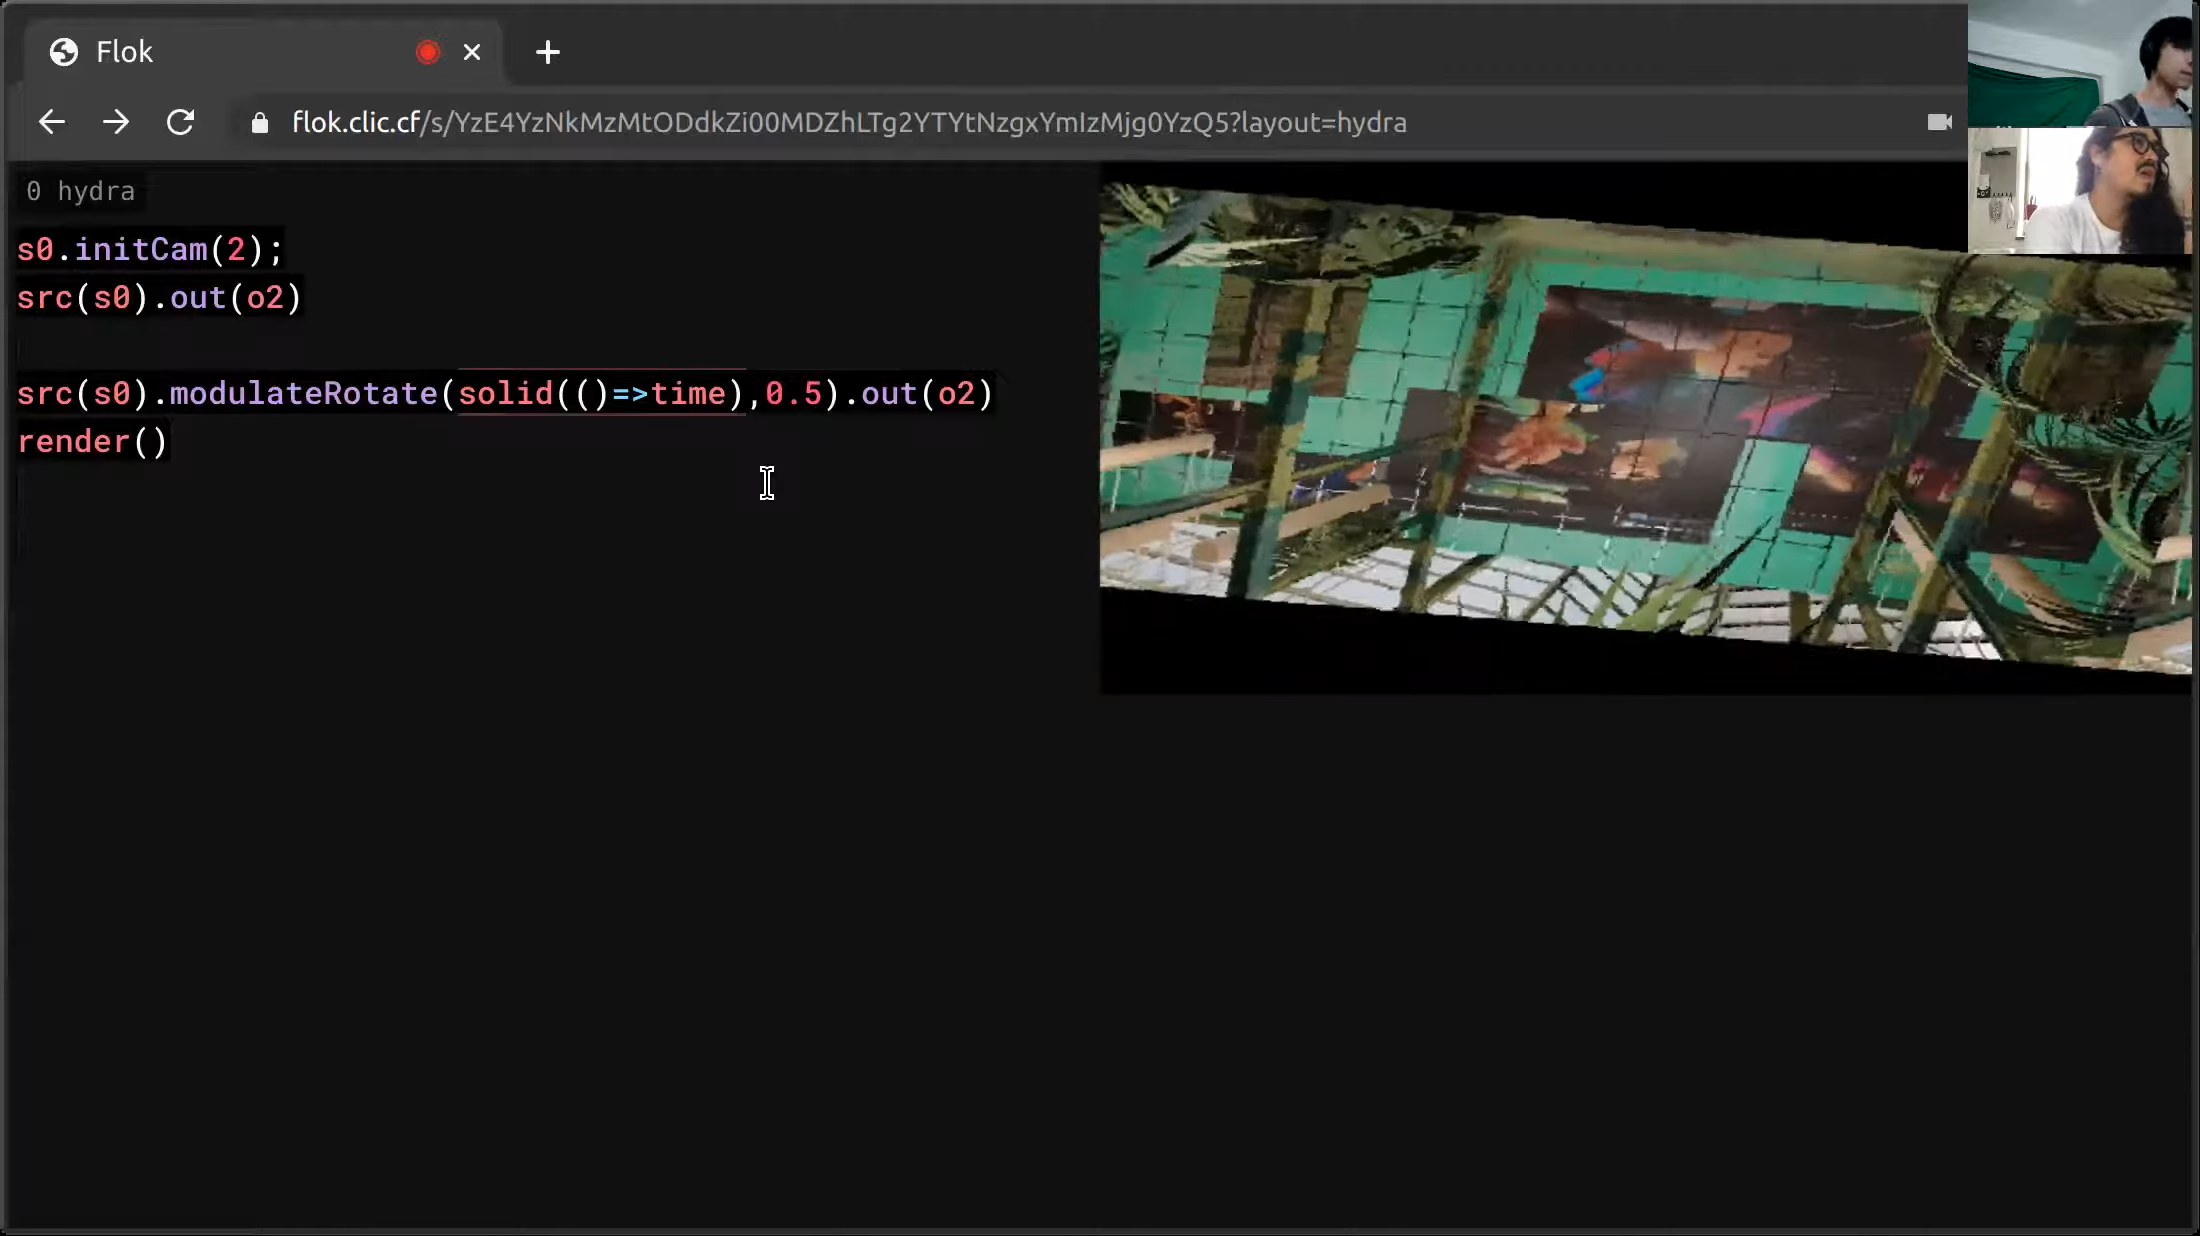 Flok
flok.clic.cf/s/YzE4YzNkMzMtODdkZi00MDZhLTg2YTYtNzgxYmIzMjg0YzQ5?layout=hydra
0 hydra
s0.initCam(2);
src(s0).out(o2)
src(s0).modulateRotate(solid(()=>time),0.5).out(o2)
render()